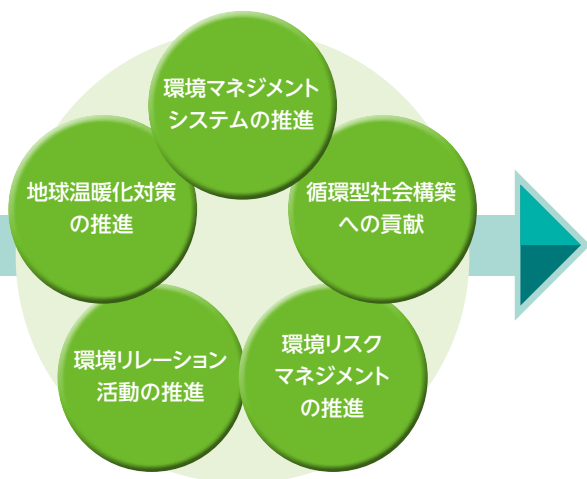 環境マネジメント
システムの推進
地球温暖化対策
の推進
循環型社会構築
への貢献
環境リレーション
活動の推進
環境リスク
マネジメント
の推進